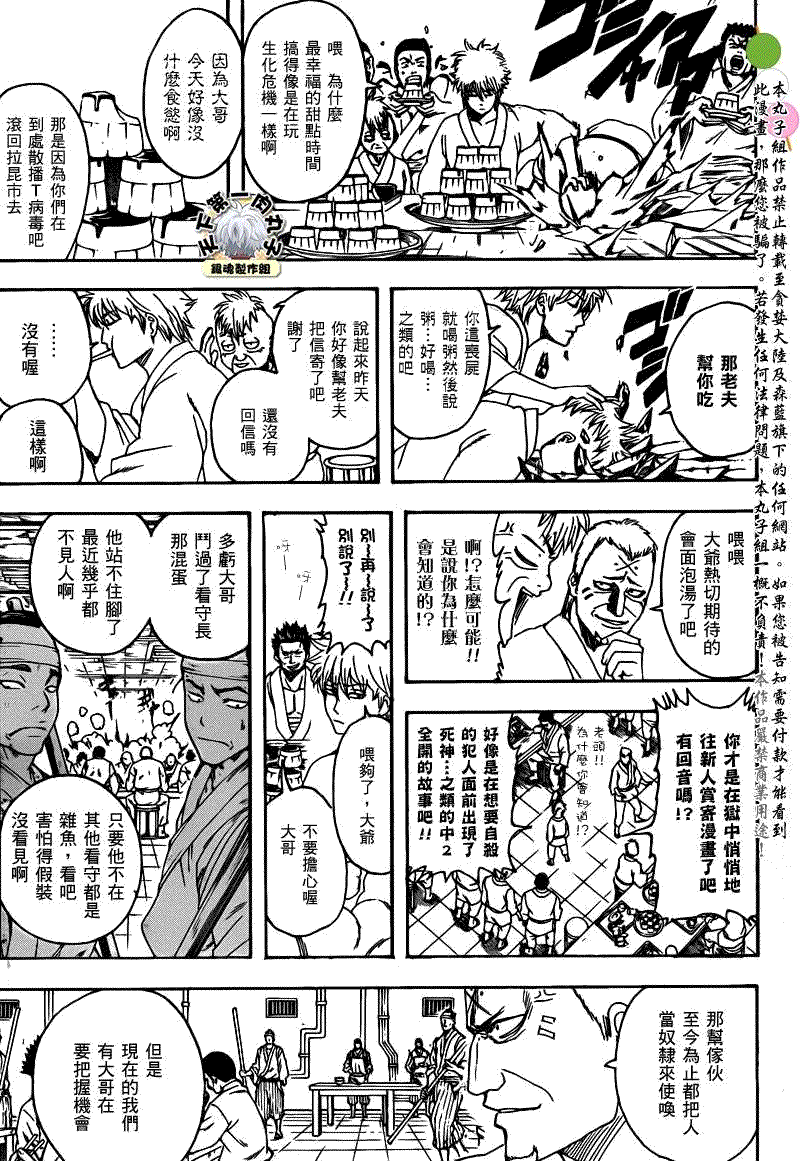 喂　為什麼
最幸福的甜點時間
搞得像是在玩
生化危機一樣啊
因為大哥
今天好像沒
什麼食慾啊
那是因為你們在
到處散播T病毒吧
滾回拉昆市去
天下第一肉丸子
銀魂製作組
那老夫
幫你吃
你這喪屍
就喝粥然後說
粥…好喝…
之類的吧
說起來昨天
你好像幫老夫
把信寄了吧
謝了
還沒有
回信嗎
沒有喔
這樣啊
喂喂
大爺熱切期待的
會面泡湯了吧
啊!?怎麼可能!!
是說你為什麼
會知道的!?
你才是在獄中悄悄地
往新人賞寄漫畫了吧
有回音嗎!?
老頭!!
為什麼你會知道!?
好像是在想要自殺
的犯人面前出現了
死神…之類的中2
全開的故事吧!!
別~再~說~了
別說了~!!
呀—
呀—
喂夠了，大爺
不要擔心喔
大哥
多虧大哥
鬥過了看守長
那混蛋
他站不住腳了
最近幾乎都
不見人啊
只要他不在
其他看守都是
雜魚，看吧
害怕得假裝
沒看見啊
那幫傢伙
至今為止都把人
當奴隸來使喚
但是
現在的我們
有大哥在
要把握機會
本丸子組作品禁止轉載至貪婪大陸及森藍旗下的任何網站。如果您被告知需要付款才能看到
此漫畫，那麼您被騙了。若發生任何法律問題，本丸子組一概不負責！本作品嚴禁商業用途！